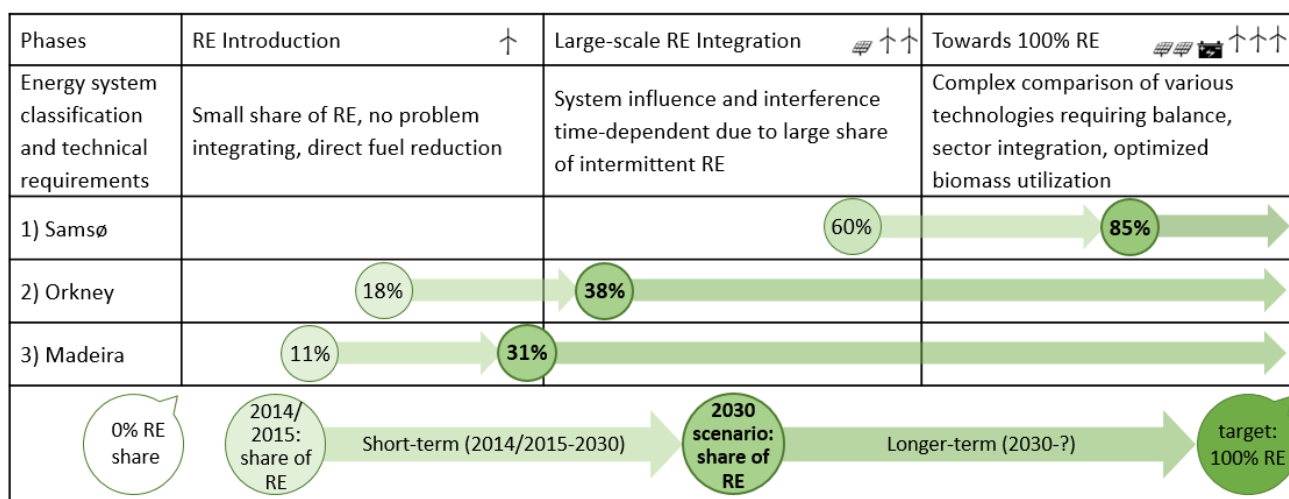 Phases
RE Introduction
Large-scale RE Integration
Towards 100% RE
Energy system
classification
and technical
requirements
Small share of RE, no problem
integrating, direct fuel reduction
System influence and interference
time-dependent due to large share
of intermittent RE
Complex comparison of various
technologies requiring balance,
sector integration, optimized
biomass utilization
1) Samsø
60%
85%
2) Orkney
18%
38%
3) Madeira
11%
31%
0% RE
share
2014/
2015:
share of
RE
Short-term (2014/2015-2030)
2030
scenario:
share of
RE
Longer-term (2030-?)
target:
100% RE